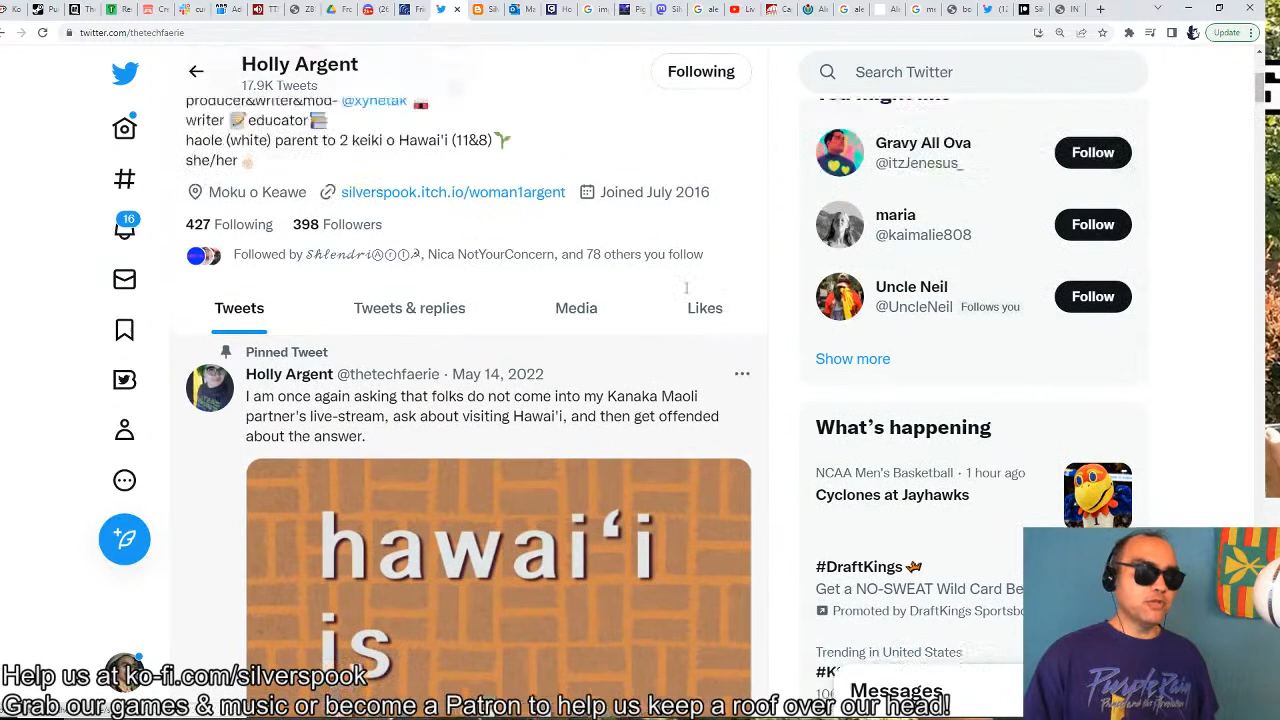 twitter.com/thetechfaerie
Update
Holly Argent
17.9K Tweets
Following
Search Twitter
producer&writer&mod- @xynetak
writer educator
haole (white) parent to 2 keiki o Hawai'i (11&8)
she/her
Moku o Keawe silverspook.itch.io/woman1argent Joined July 2016
427 Following 398 Followers
Followed by 𝓢𝓱𝓵𝓮𝓷𝓭𝓻𝓲Ⓐⓡⓣ☭, Nica NotYourConcern, and 78 others you follow
Tweets Tweets & replies Media Likes
Pinned Tweet
Holly Argent @thetechfaerie · May 14, 2022
I am once again asking that folks do not come into my Kanaka Maoli
partner's live-stream, ask about visiting Hawai'i, and then get offended
about the answer.
hawaiʻi
is
16
You might like
Gravy All Ova
@itzJenesus_
Follow
maria
@kaimalie808
Follow
Uncle Neil
@UncleNeil Follows you
Follow
Show more
What's happening
NCAA Men's Basketball · 1 hour ago
Cyclones at Jayhawks
#DraftKings
Get a NO-SWEAT Wild Card Be
Promoted by DraftKings Sportsbo
Trending in United States
Messages
Purple Rain
Help us at ko-fi.com/silverspook
Grab our games & music or become a Patron to help us keep a roof over our head!